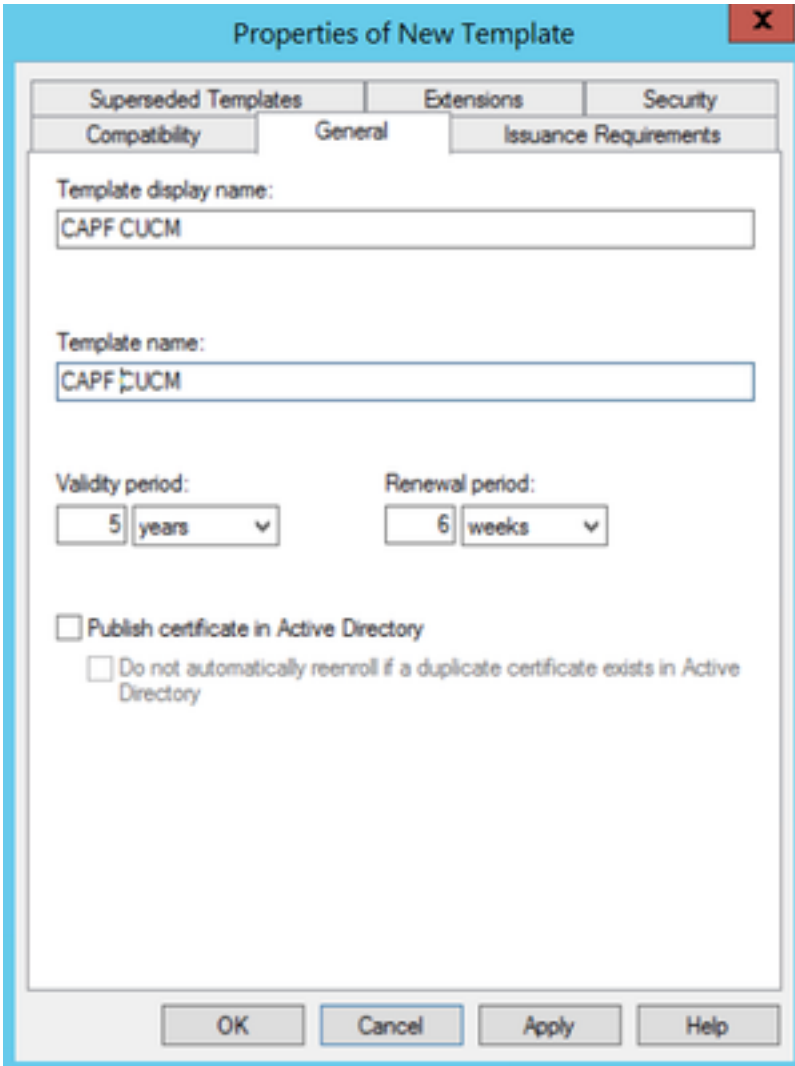 Properties of New Template
x
Superseded Templates Extensions Security
Compatibility General Issuance Requirements
Template display name:
CAPF CUCM
Template name:
CAPF CUCM
Validity period: Renewal period:
5 years 6 weeks
Publish certificate in Active Directory
Do not automatically reenroll if a duplicate certificate exists in Active
Directory
OK Cancel Apply Help